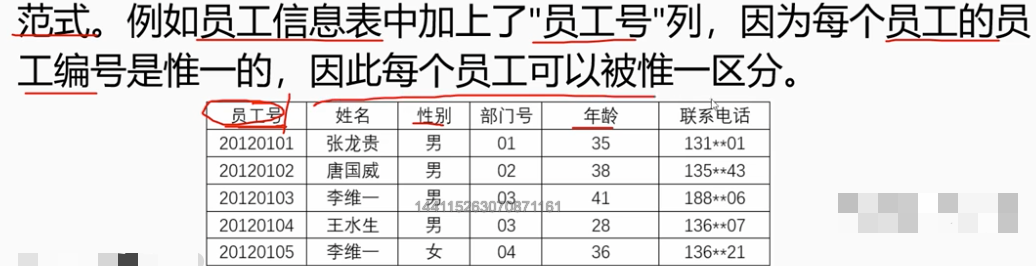 范式。例如员工信息表中加上了"员工号"列，因为每个员工的员
工编号是惟一的，因此每个员工可以被惟一区分。
员工号 姓名 性别 部门号 年龄 联系电话
20120101 张龙贵 男 01 35 131**01
20120102 唐国威 男 02 38 135**43
20120103 李维一 男 03 41 188**06
144115263070871161
20120104 王水生 男 03 28 136**07
20120105 李维一 女 04 36 136**21